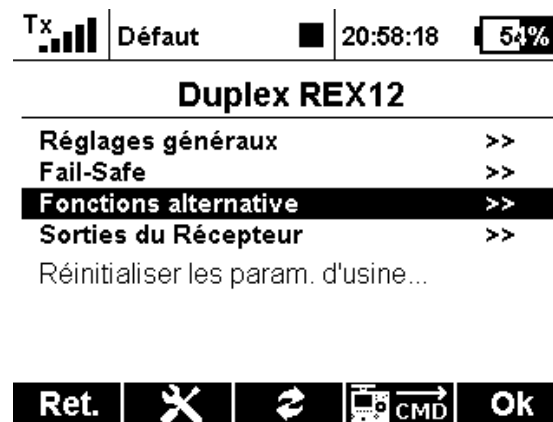 Tx Défaut 20:58:18 54%
Duplex REX12
Réglages généraux >>
Fail-Safe >>
Fonctions alternative >>
Sorties du Récepteur >>
Réinitialiser les param. d'usine...
Ret. CMD Ok